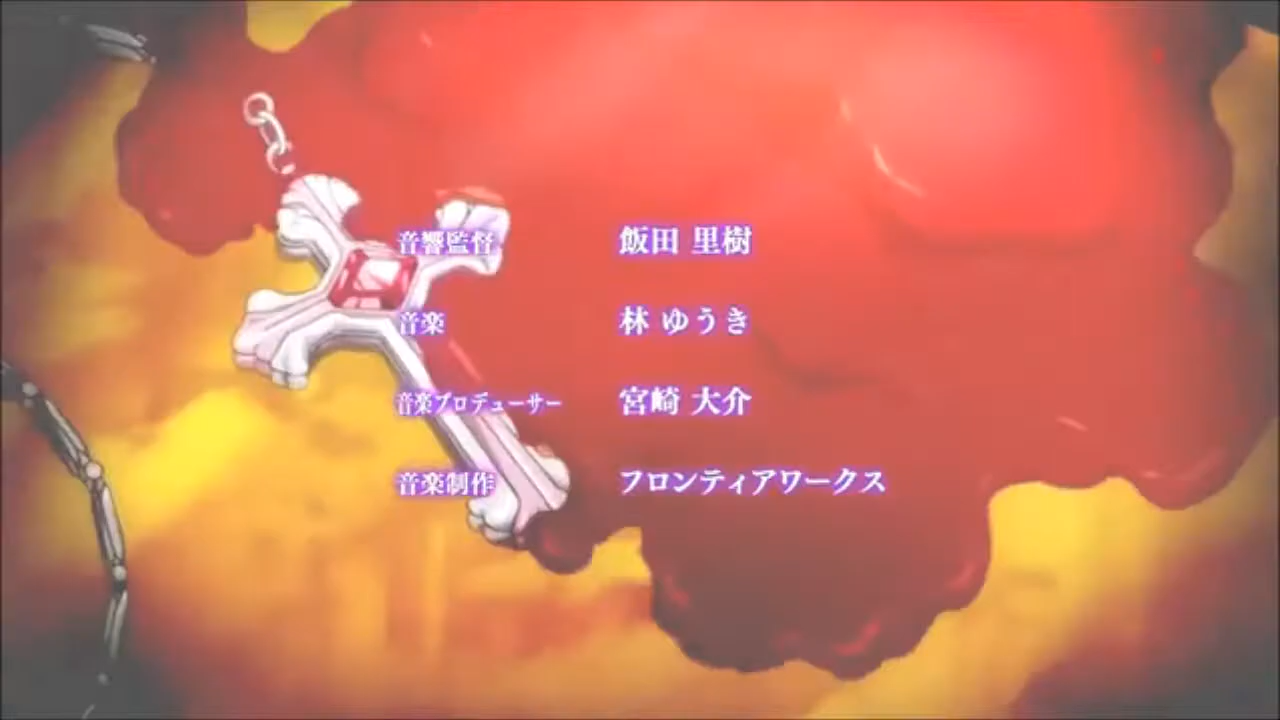 音響監督 飯田 里樹
音楽 林 ゆうき
音楽プロデューサー 宮崎 大介
音楽制作 フロンティアワークス